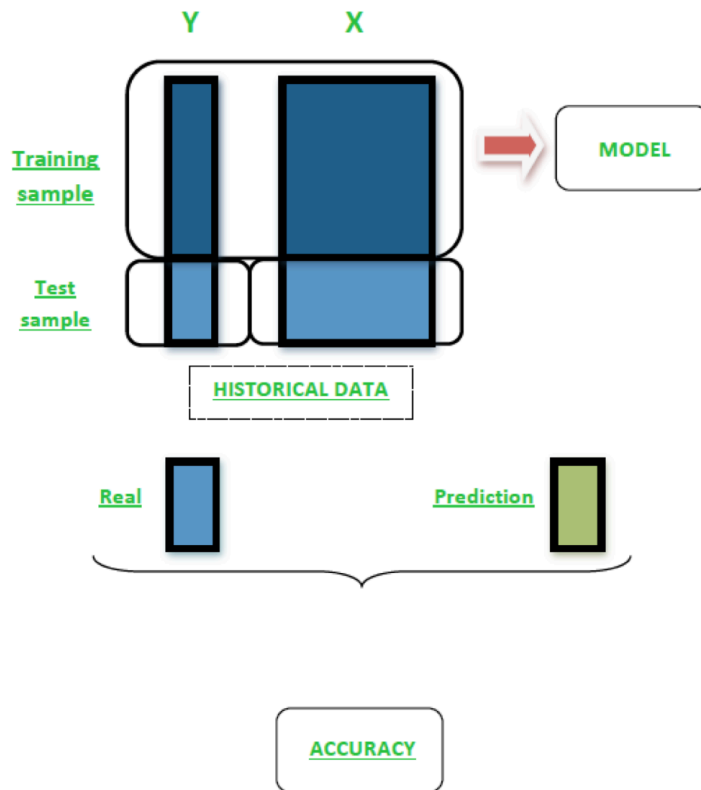 Y
X
Training
sample
MODEL
Test
sample
HISTORICAL DATA
Real
Prediction
ACCURACY